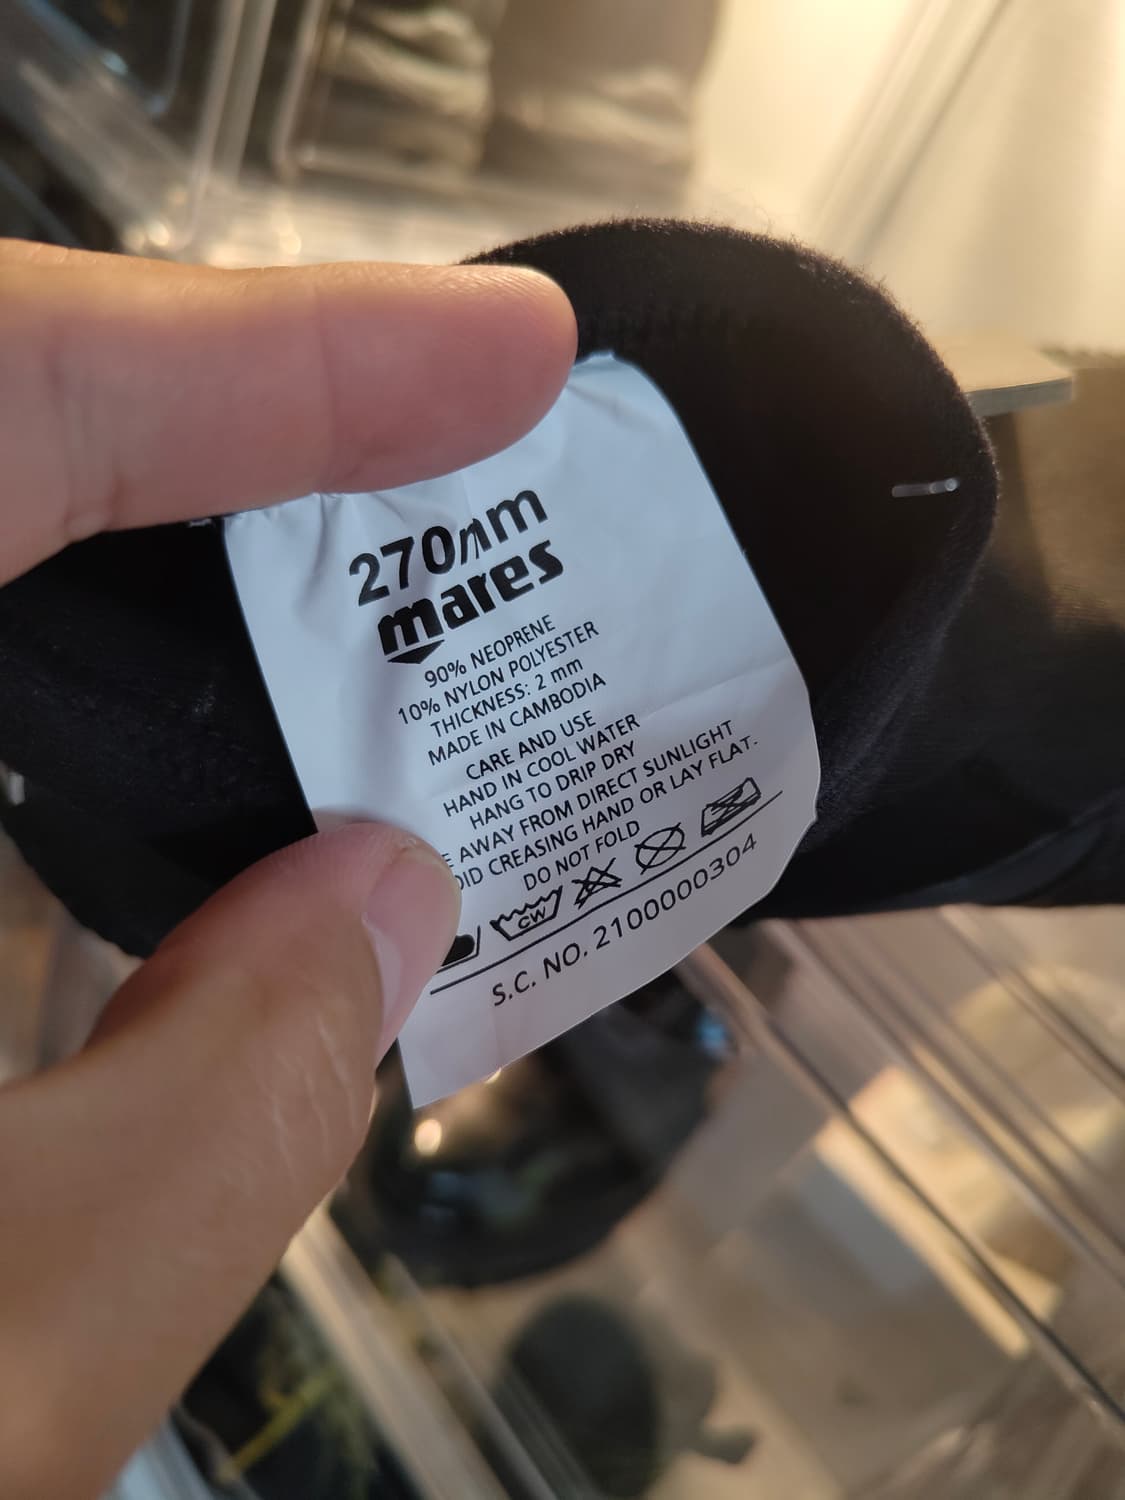 270mm
mares
90% NEOPRENE
10% NYLON POLYESTER
THICKNESS: 2 mm
MADE IN CAMBODIA
CARE AND USE
HAND IN COOL WATER
HANG TO DRIP DRY
AWAY FROM DIRECT SUNLIGHT
CREASING HAND OR LAY FLAT.
DO NOT FOLD
CW
S.C. NO. 2100000304